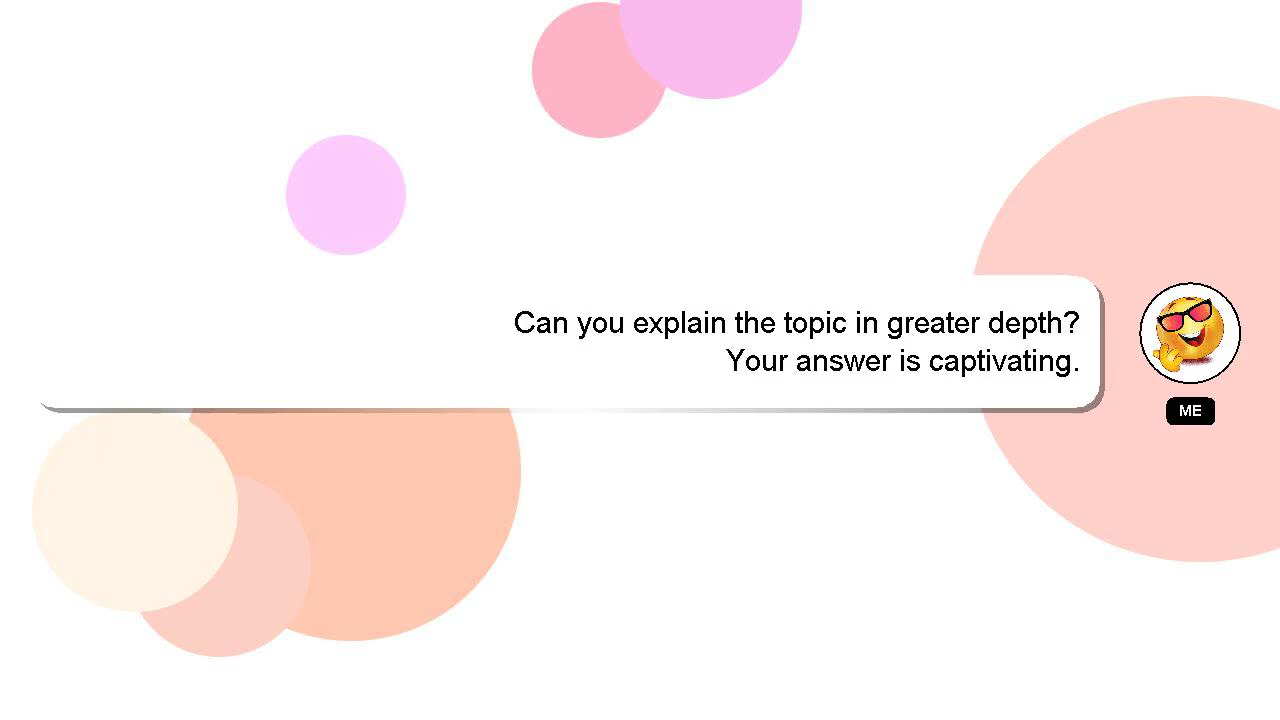 Can you explain the topic in greater depth?
Your answer is captivating.
ME